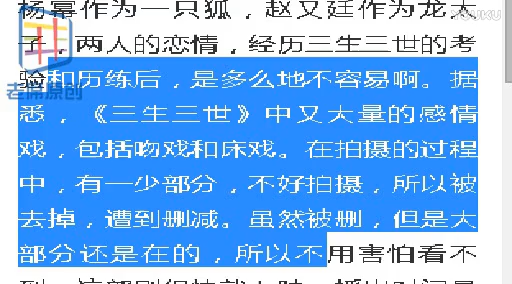 杨幂作为一只狐，赵又廷作为龙太
子，两人的恋情，经历三生三世的考
验和历练后，是多么地不容易啊。据
悉，《三生三世》中又大量的感情
戏，包括吻戏和床戏。在拍摄的过程
中，有一少部分，不好拍摄，所以被
去掉，遭到删减。虽然被删，但是大
部分还是在的，所以不用害怕看不
老席原创
YOUKU